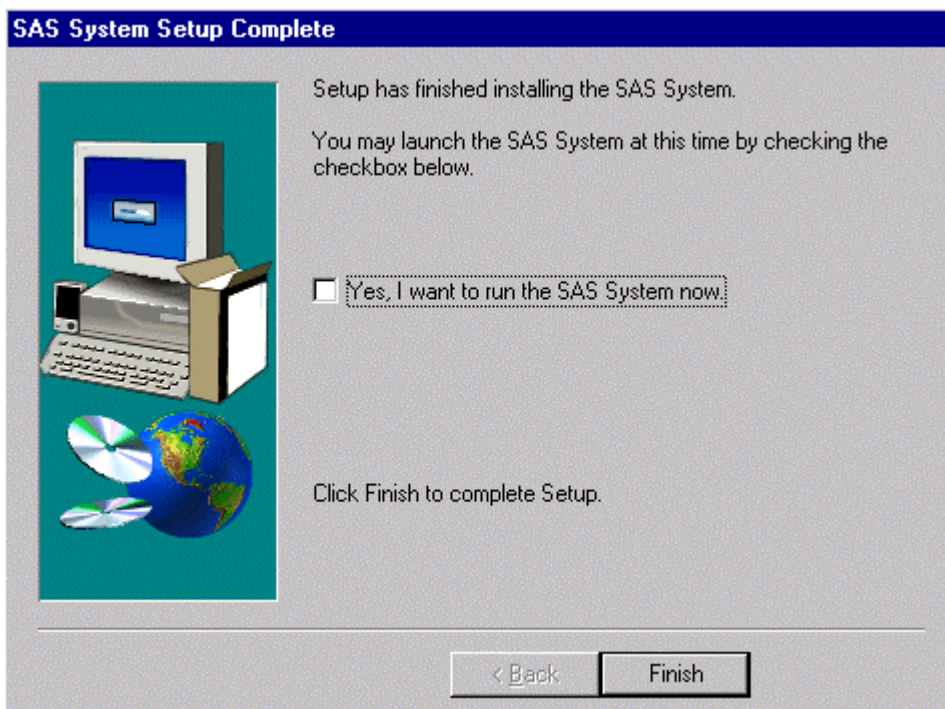 SAS System Setup Complete
Setup has finished installing the SAS System.
You may launch the SAS System at this time by checking the
checkbox below.
Yes, I want to run the SAS System now.
Click Finish to complete Setup.
< Back
Finish